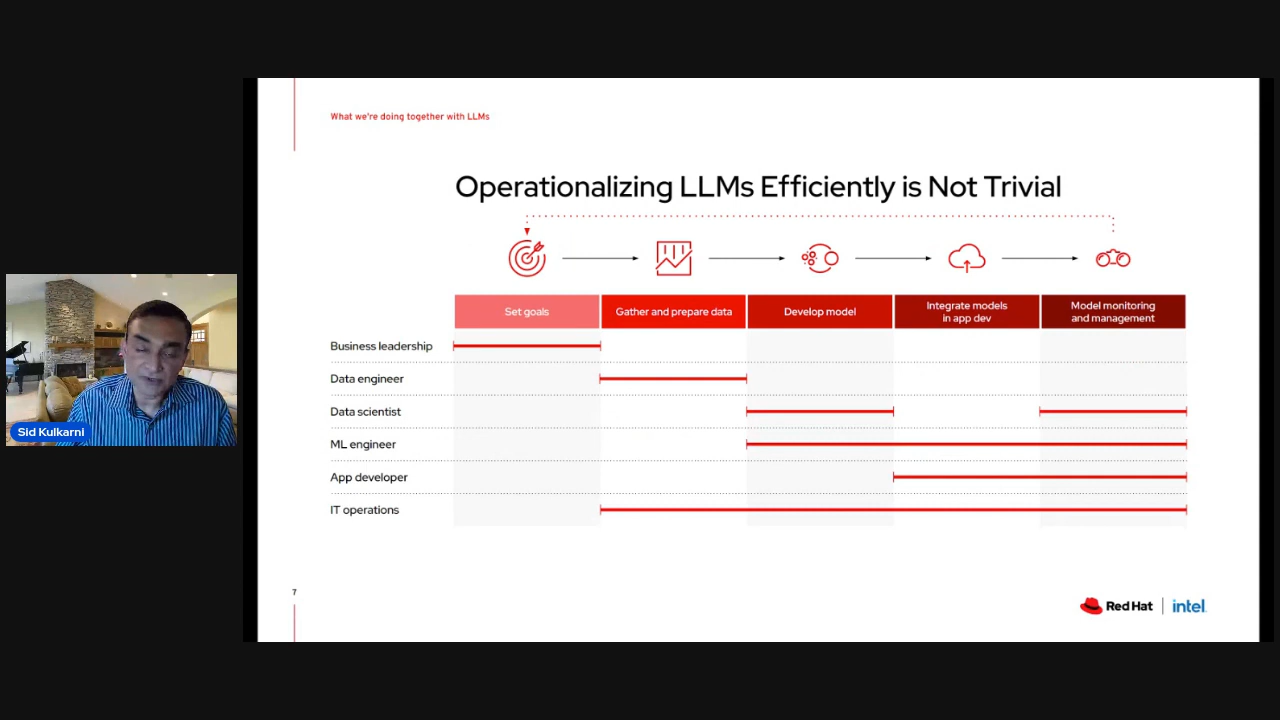 What we're doing together with LLMs
Operationalizing LLMs Efficiently is Not Trivial
Set goals
Gather and prepare data
Develop model
Integrate models
in app dev
Model monitoring
and management
Business leadership
Data engineer
Data scientist
ML engineer
App developer
IT operations
Sid Kulkarni
7
Red Hat
intel.